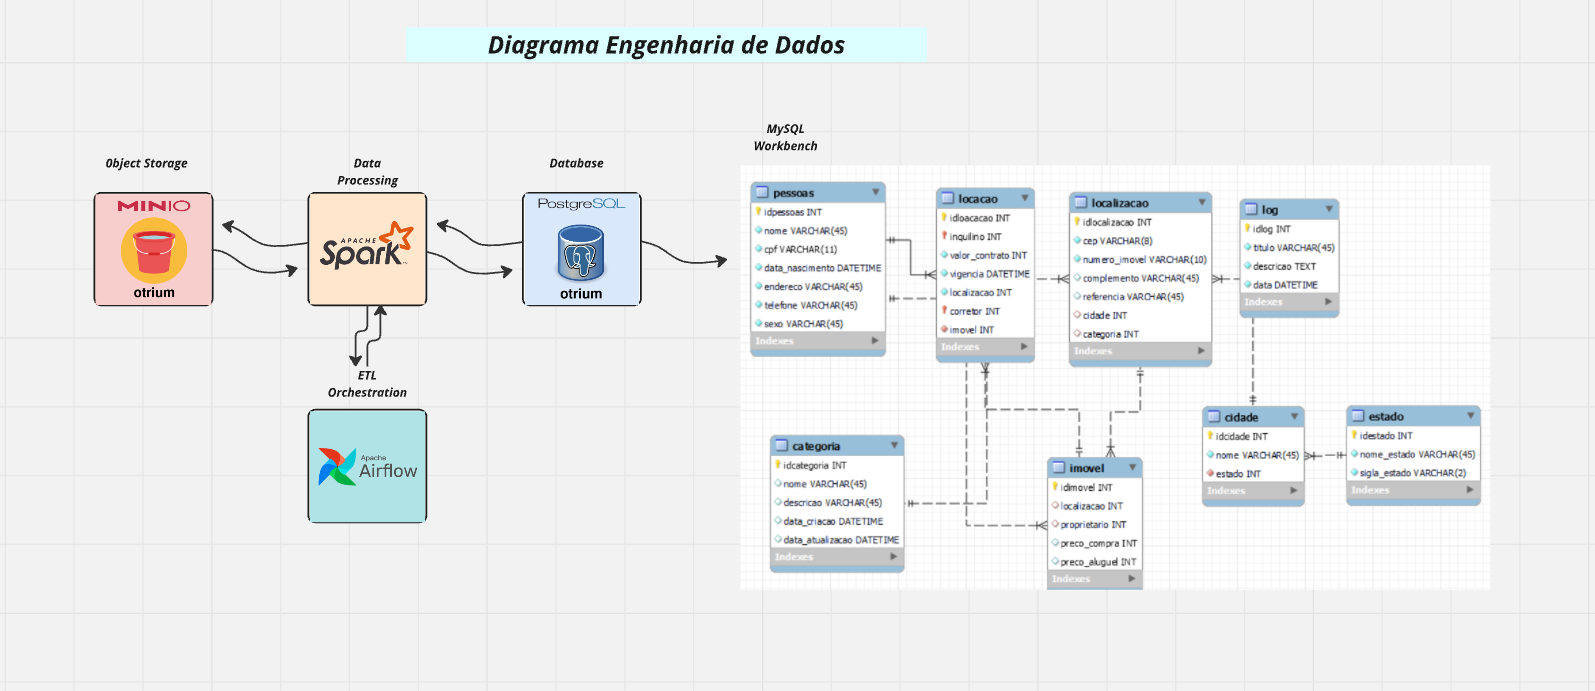 Diagrama Engenharia de Dados
MySQL
Workbench
Object Storage
Data
Processing
Database
MINIO
otrium
APACHE
Spark
PostgreSQL
otrium
ETL
Orchestration
Apache
Airflow
pessoas
idpessoas INT
nome VARCHAR(45)
cpf VARCHAR(11)
data_nascimento DATETIME
endereco VARCHAR(45)
telefone VARCHAR(45)
sexo VARCHAR(45)
Indexes
locacao
idloacacao INT
inquilino INT
valor_contrato INT
vigencia DATETIME
localizacao INT
corretor INT
imovel INT
Indexes
localizacao
idlocalizacao INT
cep VARCHAR(8)
numero_imovel VARCHAR(10)
complemento VARCHAR(45)
referencia VARCHAR(45)
cidade INT
categoria INT
Indexes
log
idlog INT
titulo VARCHAR(45)
descricao TEXT
data DATETIME
Indexes
categoria
idcategoria INT
nome VARCHAR(45)
descricao VARCHAR(45)
data_criacao DATETIME
data_atualizacao DATETIME
Indexes
imovel
idimovel INT
localizacao INT
proprietario INT
preco_compra INT
preco_aluguel INT
Indexes
cidade
idcidade INT
nome VARCHAR(45)
estado INT
Indexes
estado
idestado INT
nome_estado VARCHAR(45)
sigla_estado VARCHAR(2)
Indexes